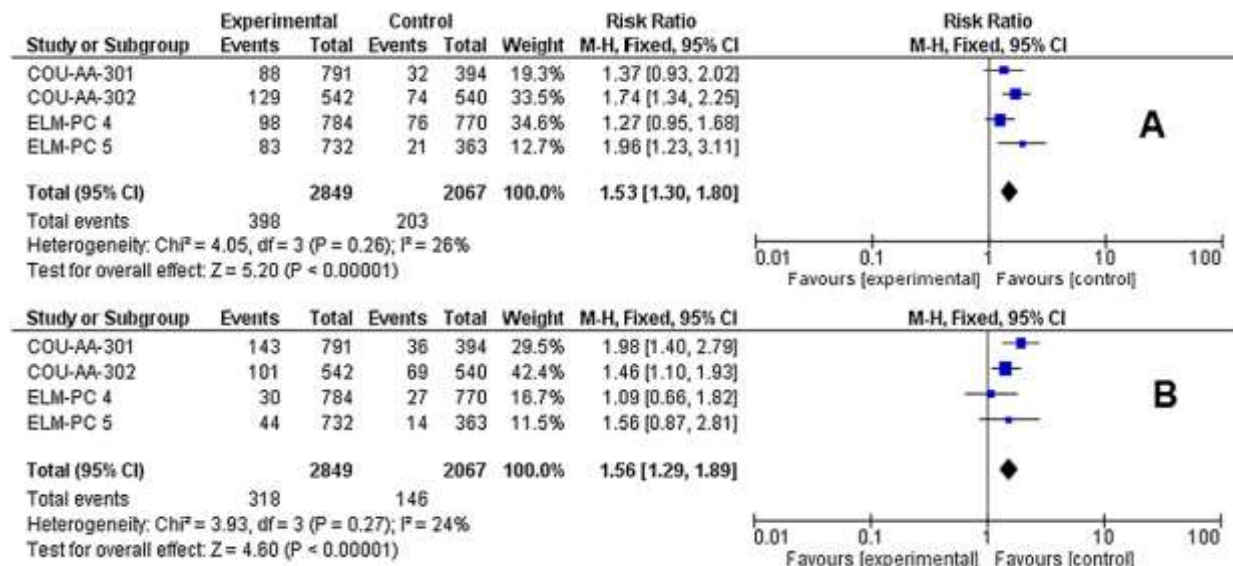 Experimental Control Risk Ratio Risk Ratio
Study or Subgroup Events Total Events Total Weight M-H, Fixed, 95% CI M-H, Fixed, 95% CI
COU-AA-301 88 791 32 394 19.3% 1.37 [0.93, 2.02]
COU-AA-302 129 542 74 540 33.5% 1.74 [1.34, 2.25]
ELM-PC 4 98 784 76 770 34.6% 1.27 [0.95, 1.68]
ELM-PC 5 83 732 21 363 12.7% 1.96 [1.23, 3.11]
A
Total (95% CI) 2849 2067 100.0% 1.53 [1.30, 1.80]
Total events 398 203
Heterogeneity: Chi² = 4.05, df = 3 (P = 0.26); I² = 26%
Test for overall effect: Z = 5.20 (P < 0.00001)
0.01 0.1 1 10 100
Favours [experimental] Favours [control]
Study or Subgroup Events Total Events Total Weight M-H, Fixed, 95% CI M-H, Fixed, 95% CI
COU-AA-301 143 791 36 394 29.5% 1.98 [1.40, 2.79]
COU-AA-302 101 542 69 540 42.4% 1.46 [1.10, 1.93]
ELM-PC 4 30 784 27 770 16.7% 1.09 [0.66, 1.82]
ELM-PC 5 44 732 14 363 11.5% 1.56 [0.87, 2.81]
B
Total (95% CI) 2849 2067 100.0% 1.56 [1.29, 1.89]
Total events 318 146
Heterogeneity: Chi² = 3.93, df = 3 (P = 0.27); I² = 24%
Test for overall effect: Z = 4.60 (P < 0.00001)
0.01 0.1 1 10 100
Favours [experimental] Favours [control]